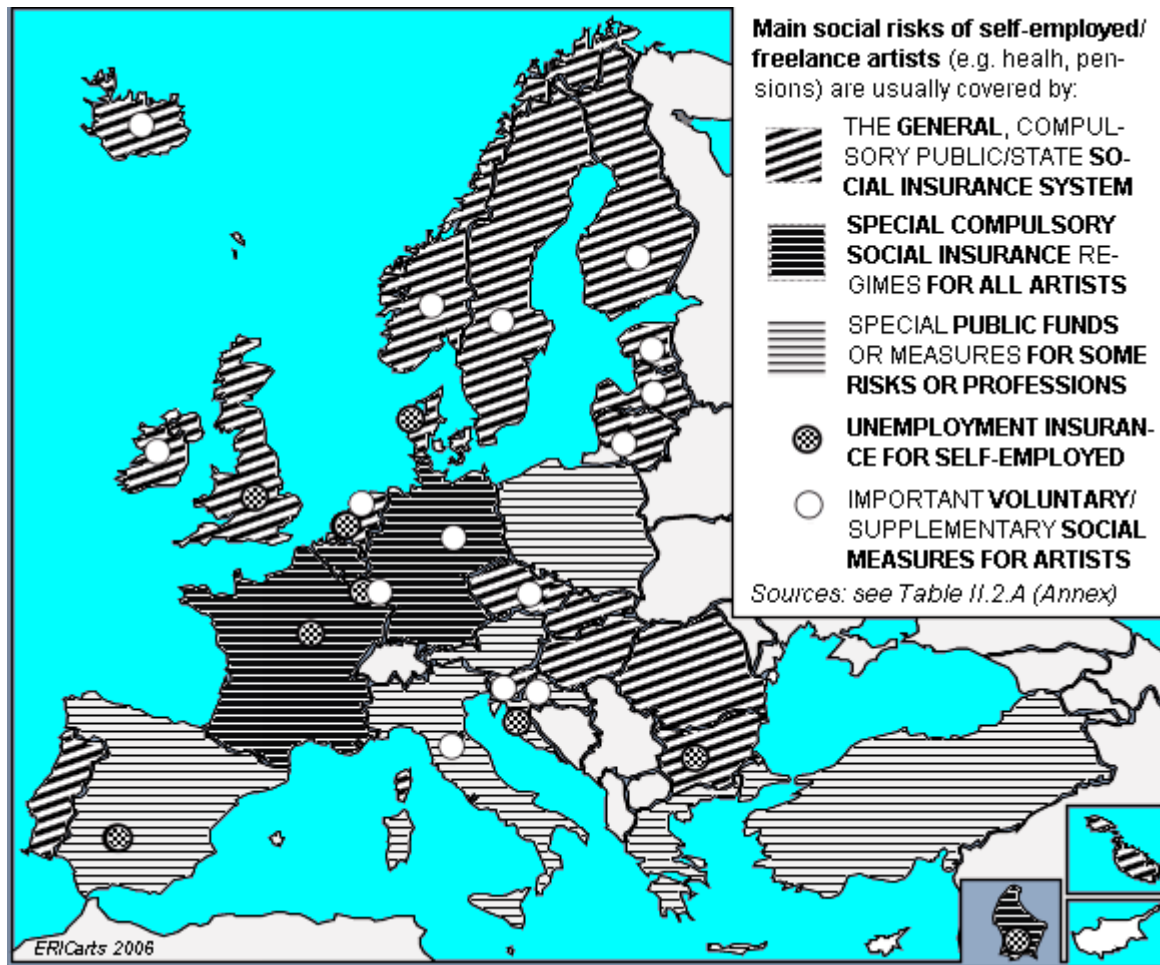 Main social risks of self-employed/
freelance artists (e.g. healh, pen-
sions) are usually covered by:
THE GENERAL, COMPUL-
SORY PUBLIC/STATE SO-
CIAL INSURANCE SYSTEM
SPECIAL COMPULSORY
SOCIAL INSURANCE RE-
GIMES FOR ALL ARTISTS
SPECIAL PUBLIC FUNDS
OR MEASURES FOR SOME
RISKS OR PROFESSIONS
UNEMPLOYMENT INSURAN-
CE FOR SELF-EMPLOYED
IMPORTANT VOLUNTARY/
SUPPLEMENTARY SOCIAL
MEASURES FOR ARTISTS
Sources: see Table II.2.A (Annex)
ERICarts 2006